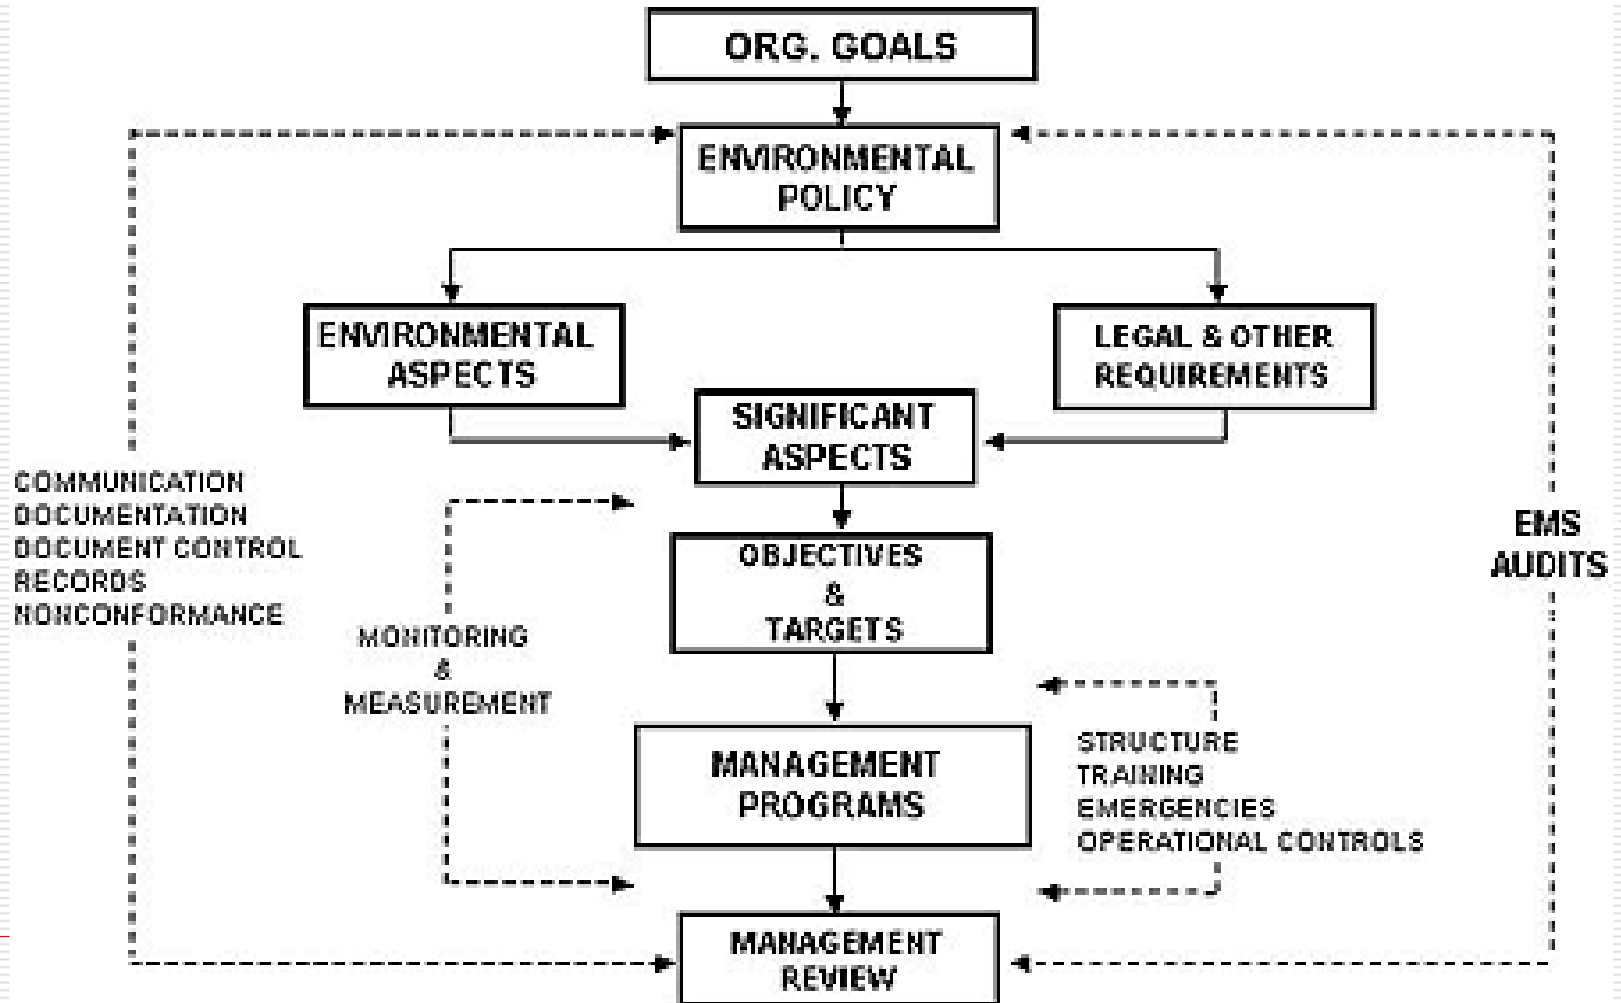 ORG. GOALS
ENVIRONMENTAL
POLICY
ENVIRONMENTAL
ASPECTS
LEGAL & OTHER
REQUIREMENTS
SIGNIFICANT
ASPECTS
COMMUNICATION
DOCUMENTATION
DOCUMENT CONTROL
RECORDS
NONCONFORMANCE
EMS
AUDITS
OBJECTIVES
&
TARGETS
MONITORING
&
MEASUREMENT
MANAGEMENT
PROGRAMS
STRUCTURE
TRAINING
EMERGENCIES
OPERATIONAL CONTROLS
MANAGEMENT
REVIEW